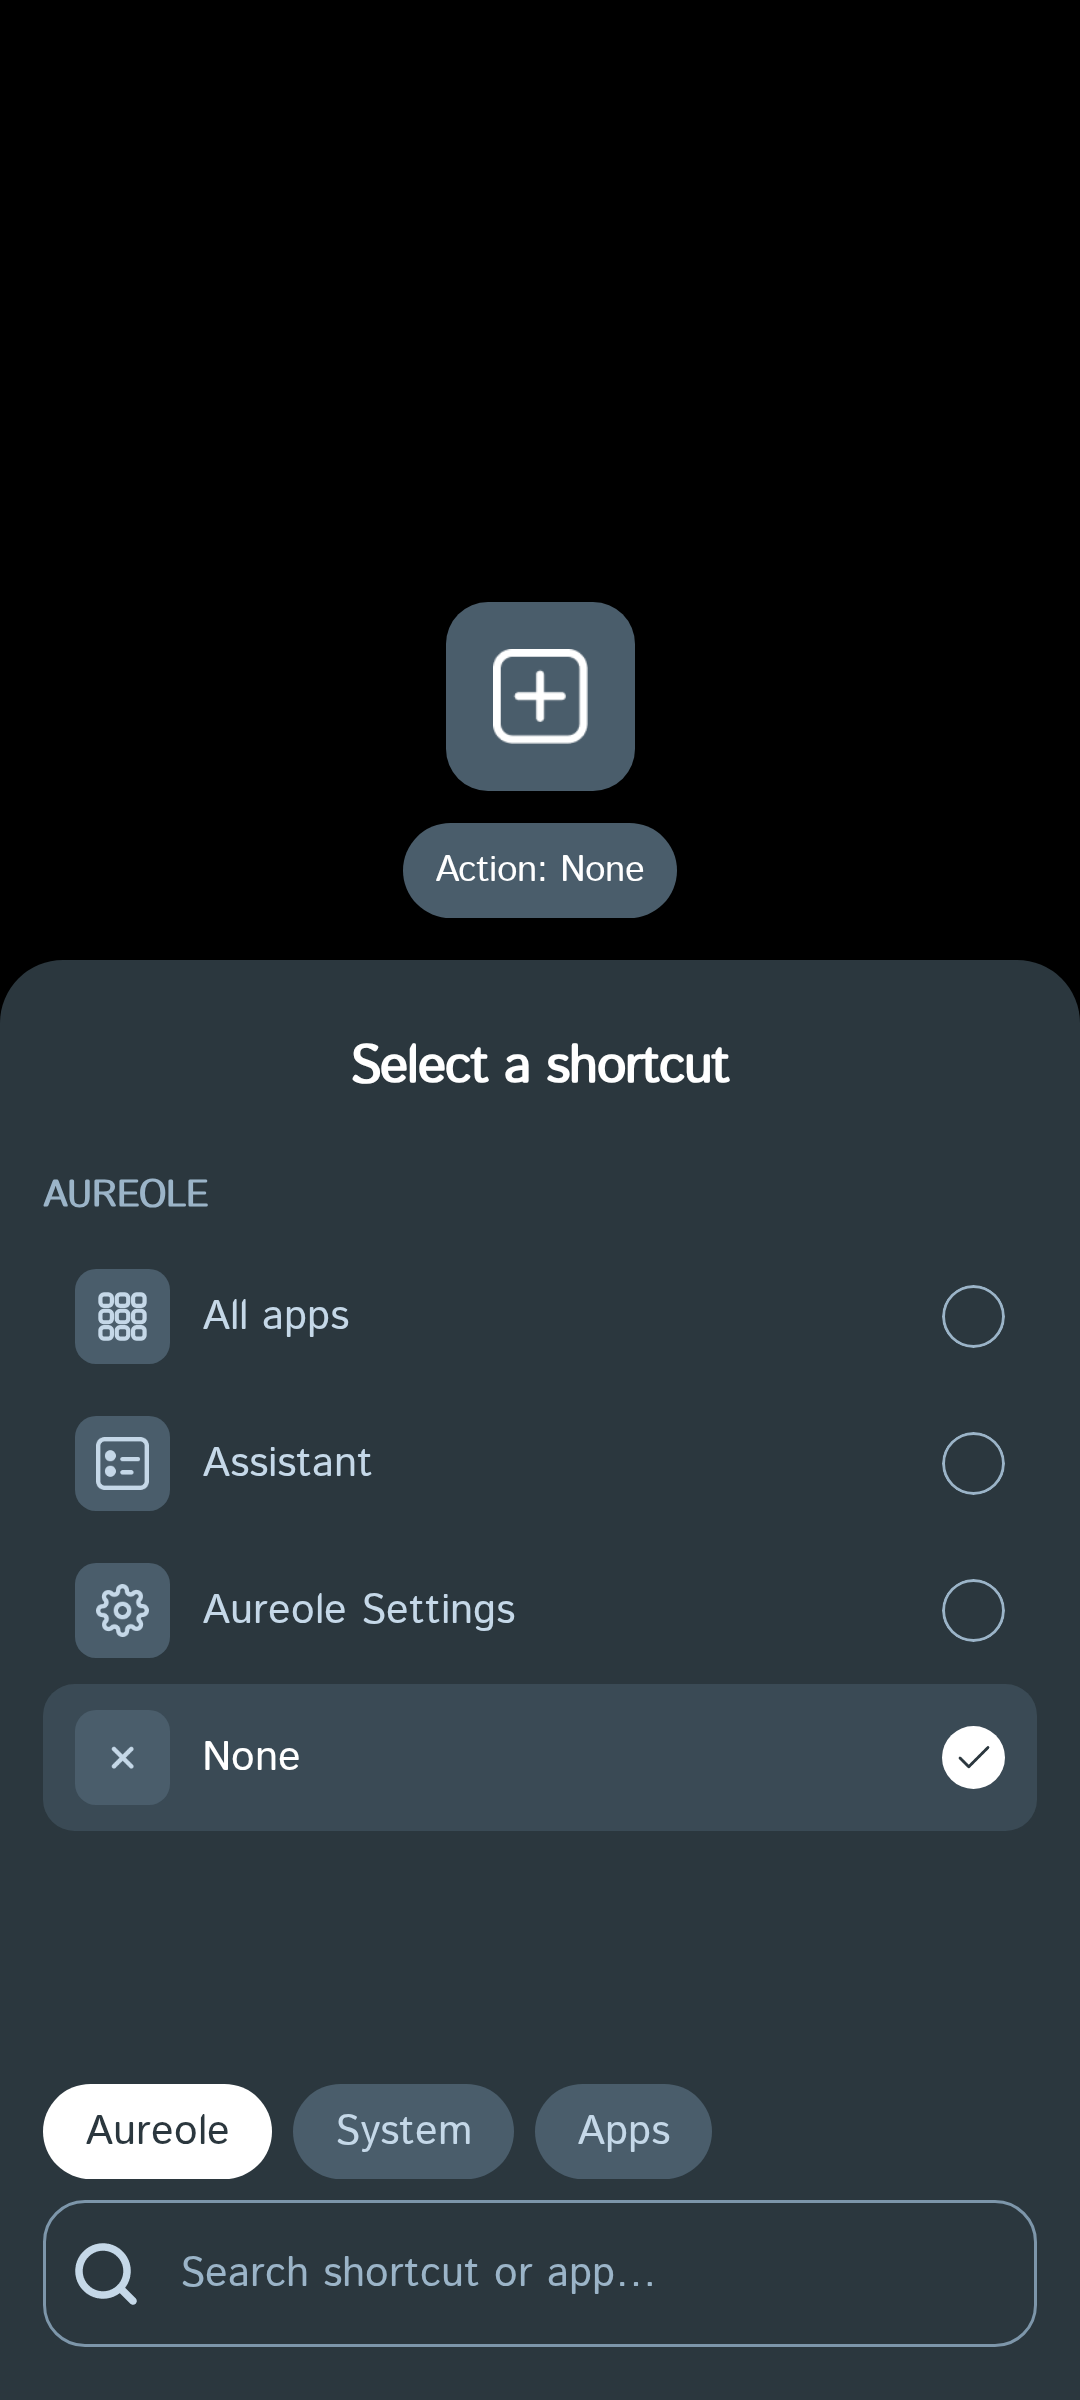 Action: None
Select a shortcut
AUREOLE
All apps
Assistant
Aureole Settings
None
Aureole System Apps
Search shortcut or app...